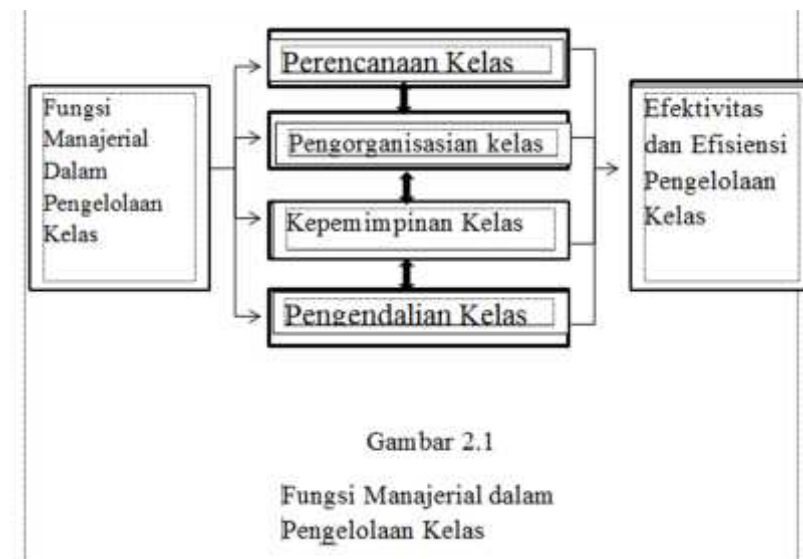 Perencanaan Kelas
Fungsi
Manajerial
Dalam
Pengelolaan
Kelas
Pengorganisasian kelas
Kepemimpinan Kelas
Pengendalian Kelas
Efektivitas
dan Efisiensi
Pengelolaan
Kelas
Gambar 2.1
Fungsi Manajerial dalam
Pengelolaan Kelas